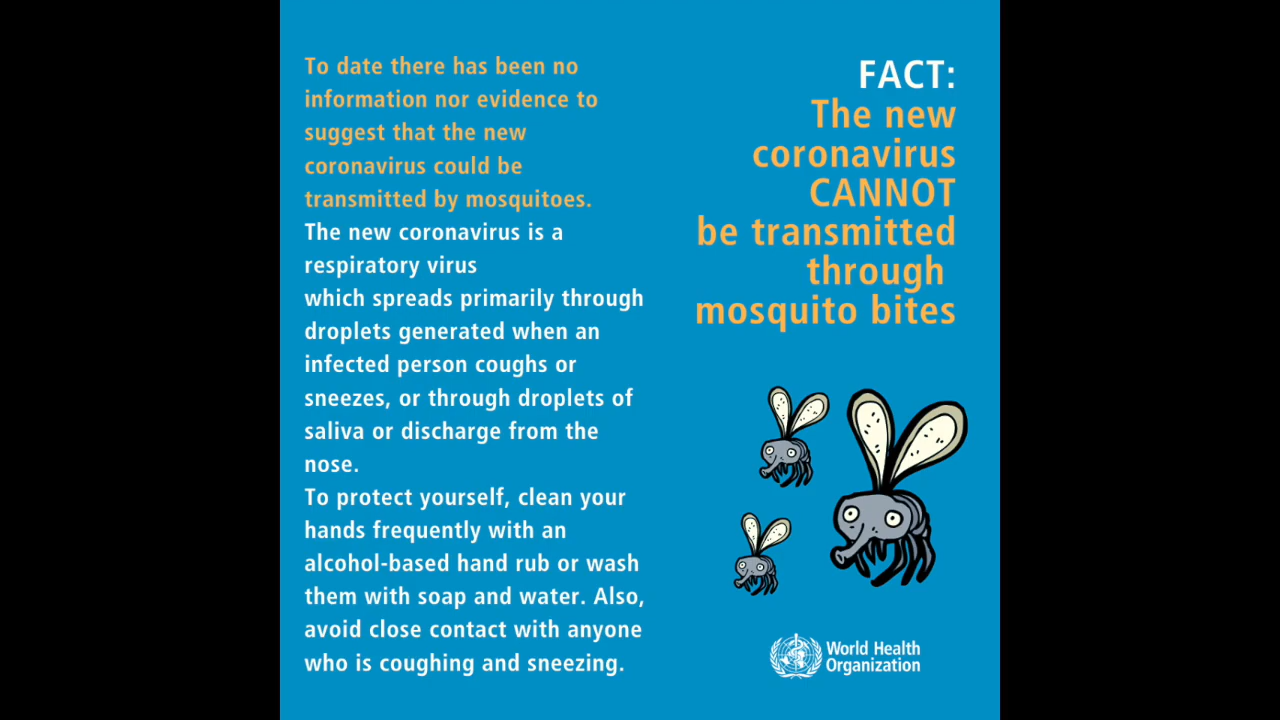 To date there has been no
information nor evidence to
suggest that the new
coronavirus could be
transmitted by mosquitoes.
The new coronavirus is a
respiratory virus
which spreads primarily through
droplets generated when an
infected person coughs or
sneezes, or through droplets of
saliva or discharge from the
nose.
To protect yourself, clean your
hands frequently with an
alcohol-based hand rub or wash
them with soap and water. Also,
avoid close contact with anyone
who is coughing and sneezing.
FACT:
The new
coronavirus
CANNOT
be transmitted
through
mosquito bites
World Health
Organization